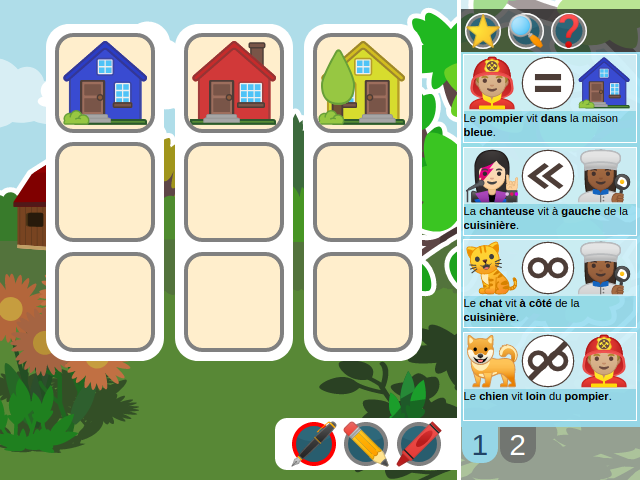 Le pompier vit dans la maison
bleue.
La chanteuse vit à gauche de la
cuisinière.
Le chat vit à côté de la
cuisinière.
Le chien vit loin du pompier.
1 2